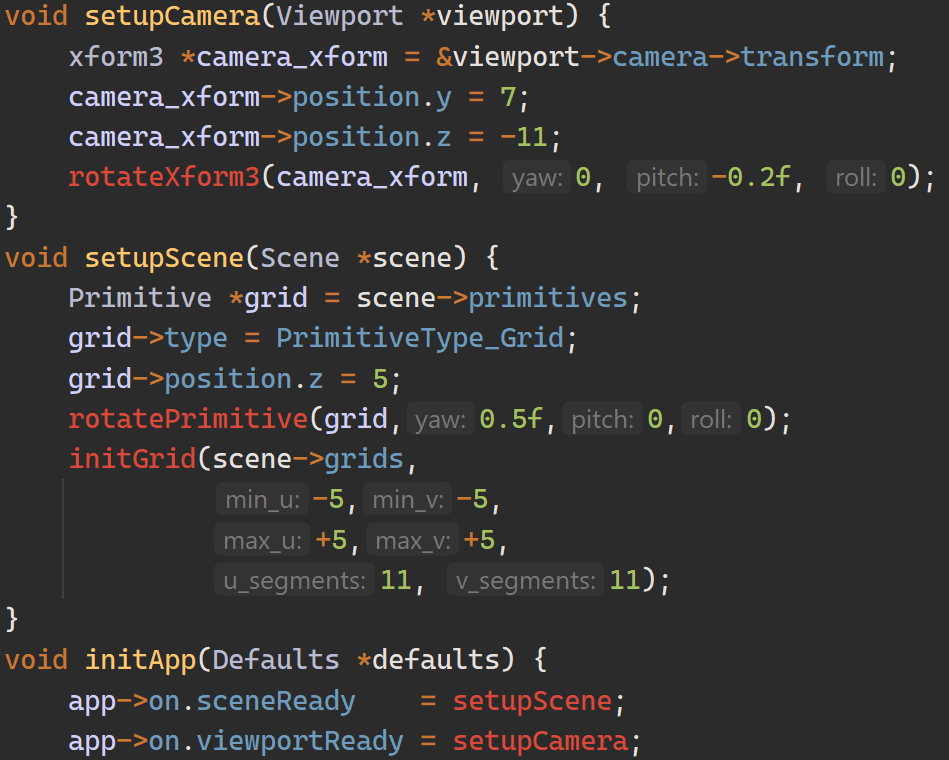 void setupCamera(Viewport *viewport) {
    xform3 *camera_xform = &viewport->camera->transform;
    camera_xform->position.y = 7;
    camera_xform->position.z = -11;
    rotateXform3(camera_xform, yaw: 0, pitch: -0.2f, roll: 0);
}
void setupScene(Scene *scene) {
    Primitive *grid = scene->primitives;
    grid->type = PrimitiveType_Grid;
    grid->position.z = 5;
    rotatePrimitive(grid, yaw: 0.5f, pitch: 0, roll: 0);
    initGrid(scene->grids,
             min_u: -5, min_v: -5,
             max_u: +5, max_v: +5,
             u_segments: 11, v_segments: 11);
}
void initApp(Defaults *defaults) {
    app->on.sceneReady    = setupScene;
    app->on.viewportReady = setupCamera;